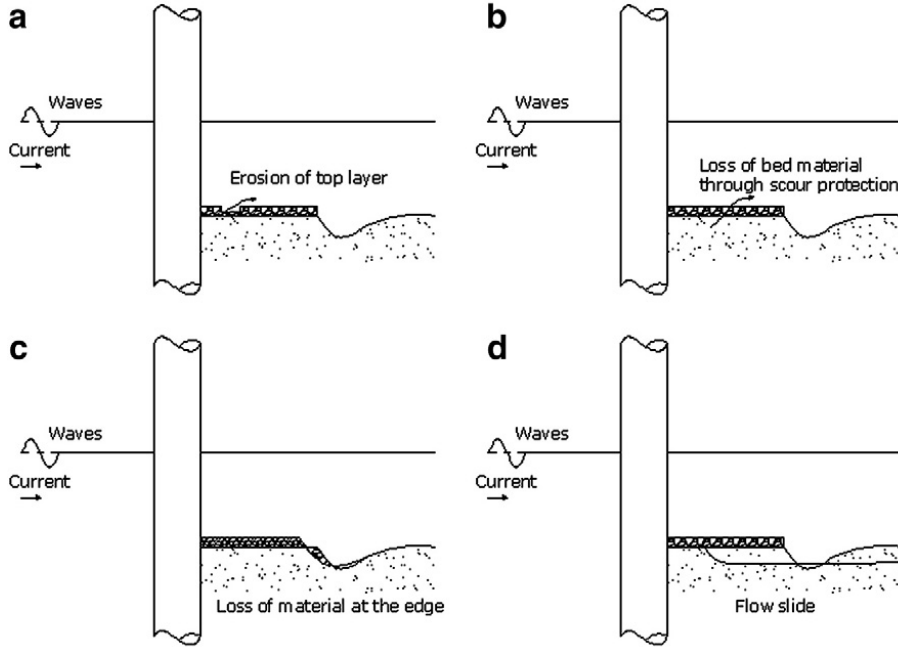 a
Waves
Current
Erosion of top layer
b
Waves
Current
Loss of bed material
through scour protection
c
Waves
Current
Loss of material at the edge
d
Waves
Current
Flow slide